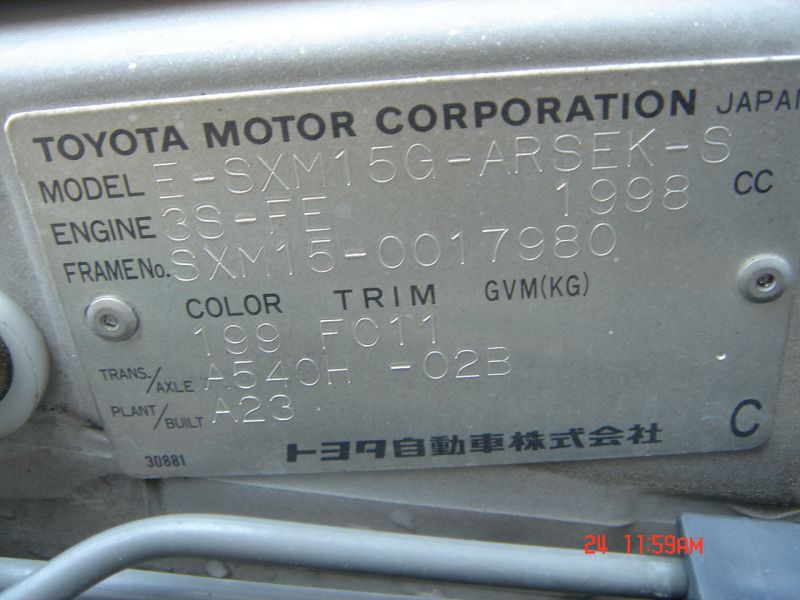 TOYOTA MOTOR CORPORATION JAPAN
MODEL E-SXM15G-ARSEK-S
ENGINE 3S-FE 1998 CC
FRAME No. SXM15-0017980
COLOR TRIM GVM(KG)
199 FC11
TRANS./AXLE A540H -02B
PLANT/BUILT A23
30881 トヨタ自動車株式会社 C
24 11:59AM